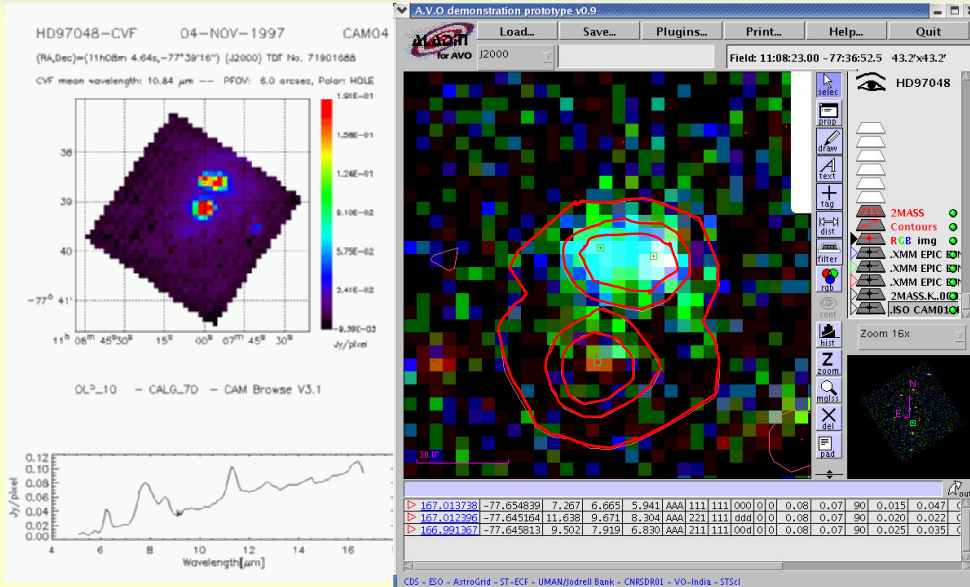 HD97048-CVF 04-NOV-1997 CAM04
(RA,Dec)=(11h08m 4.64s,-77°39'16") (J2000) TDT No. 71901688
CVF mean wavelength: 10.84 μm —— PFOV: 6.0 arcsec, Polar: HOLE
1.91E-01
1.58E-01
1.24E-01
9.10E-02
5.75E-02
2.41E-02
-9.39E-03
Jy/pixel
38
39
40
-77° 41'
11h 08m 45s30s 15s 00s 07m 45s 30s
OLP_10 - CALG_7D - CAM Browse V3.1
Jy/pixel
0.12
0.10
0.08
0.06
0.04
0.02
0.00
4 6 8 10 12 14 16
Wavelength[μm]
A.V.O demonstration prototype v0.9
ALADIN
for AVO
Load... Save... Plugins... Print... Help... Quit
J2000
Field: 11:08:23.00 -77:36:52.5 43.2'x43.2'
selec
prop
draw
text
tag
dist
filter
rgb
cont
hist
zoom
mglss
del
pad
HD97048
2MASS
Contours
RGB img
.XMM EPIC
.XMM EPIC
.XMM EPIC
2MASS.K..
.ISO CAM01
Zoom 16x
N
E
30.0"
out
167.013738 -77.654839 7.267 6.665 5.941 AAA 111 111 000 0 0 0.08 0.07 90 0.015 0.047
167.012396 -77.645164 11.638 9.671 8.304 AAA 221 111 ddd 0 0 0.08 0.07 90 0.020 0.022
166.991367 -77.645813 9.502 7.919 6.830 AAA 211 111 00d 0 0 0.08 0.07 90 0.025 0.035
CDS - ESO - AstroGrid - ST-ECF - UMAN/Jodrell Bank - CNRSDR01 - VO-India - STScI